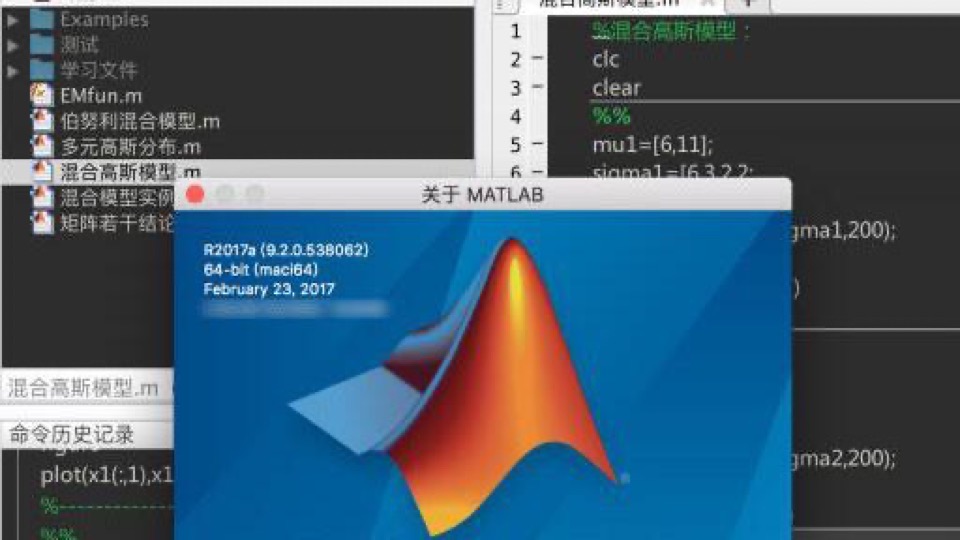 Examples
测试
学习文件
EMfun.m
伯努利混合模型.m
多元高斯分布.m
混合高斯模型.m
混合模型实例
矩阵若干结论
混合高斯模型.m
命令历史记录
plot(x1(:,1),x1
%--------------
%%
混合高斯模型.m
1 %混合高斯模型：
2 clc
3 clear
4 %%
5 mu1=[6,11];
6 sigma1=[6,3.2,2;
gma1,200);
)
gma2,200);
关于 MATLAB
R2017a (9.2.0.538062)
64-bit (maci64)
February 23, 2017